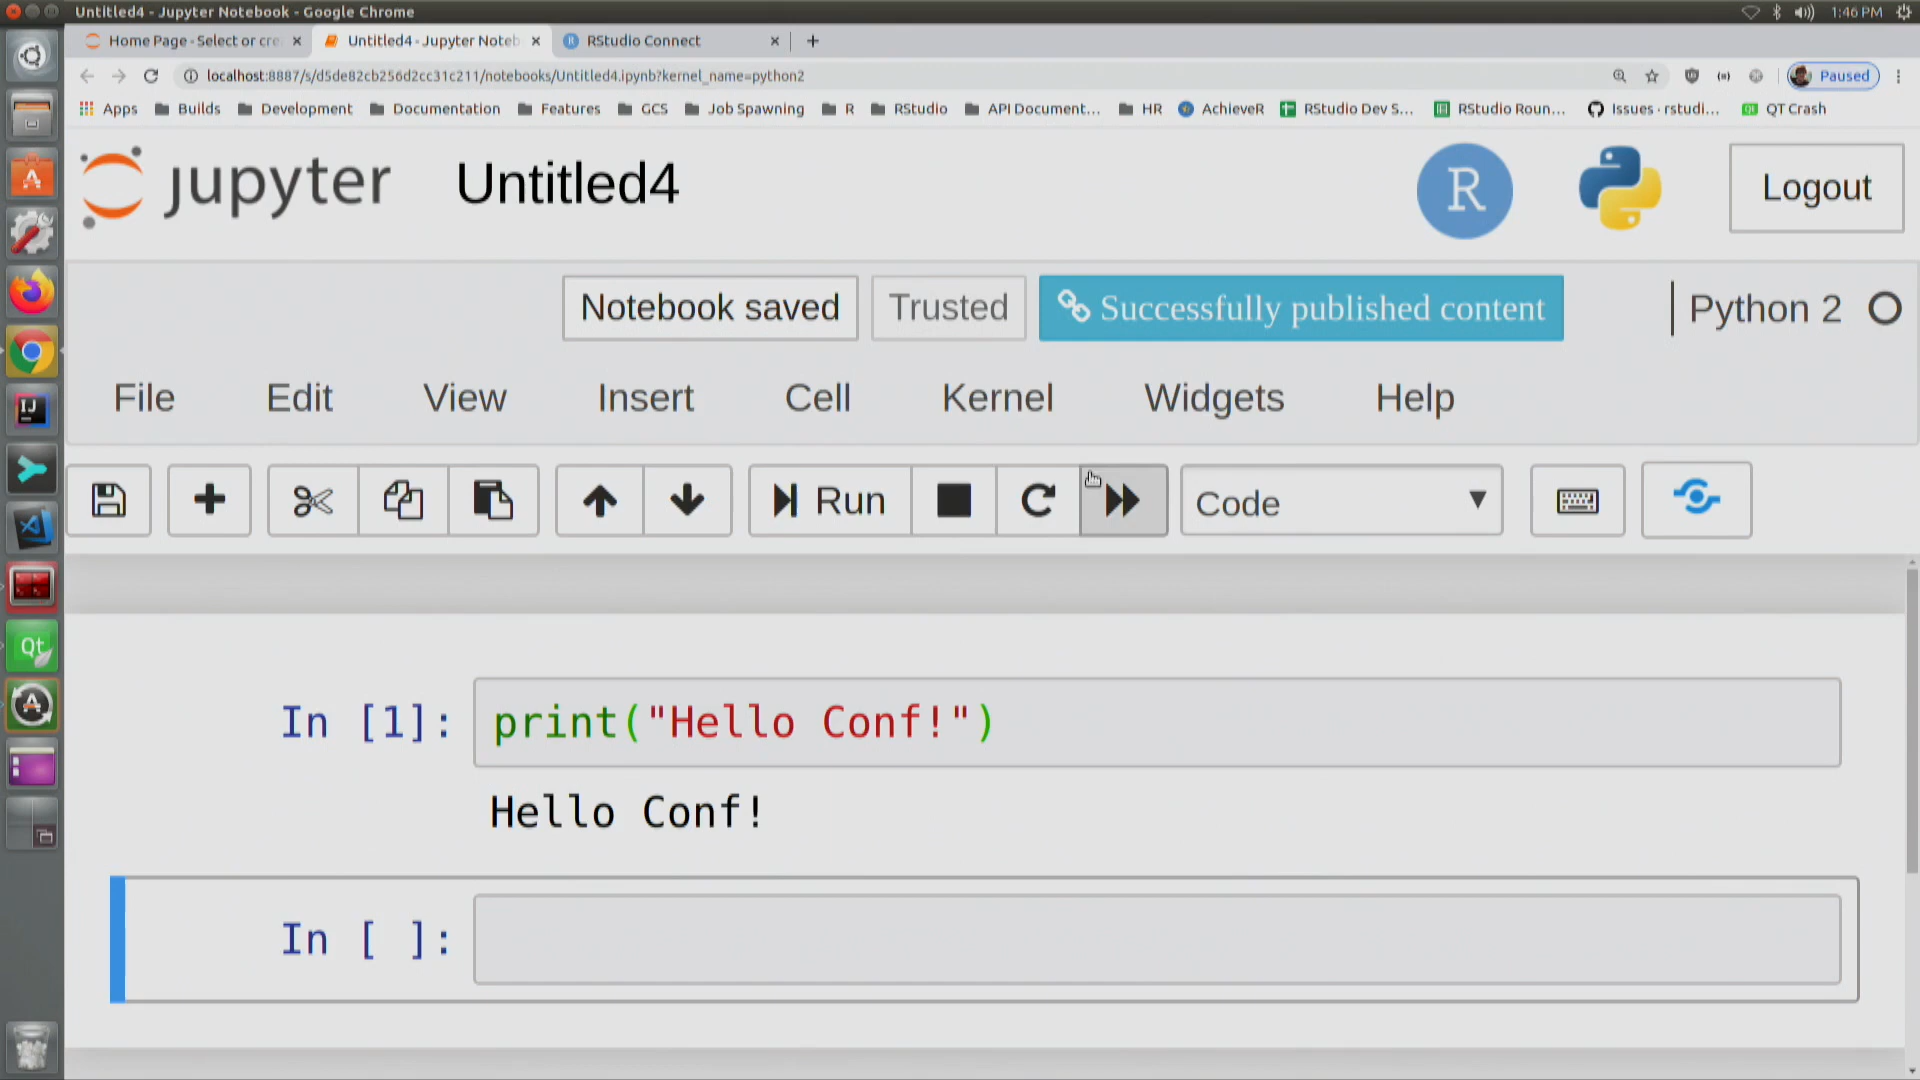 Untitled4 - Jupyter Notebook - Google Chrome
1:46 PM
Home Page - Select or cre
Untitled4 - Jupyter Noteb
RStudio Connect
localhost:8887/s/d5de82cb256d2cc31c211/notebooks/Untitled4.ipynb?kernel_name=python2
Paused
Apps Builds Development Documentation Features GCS Job Spawning R RStudio API Document... HR AchieveR RStudio Dev S... RStudio Roun... Issues · rstudi... QT Crash
jupyter Untitled4 R Logout
Notebook saved Trusted Successfully published content Python 2
File Edit View Insert Cell Kernel Widgets Help
Run Code
In [1]: print("Hello Conf!")
Hello Conf!
In [ ]: